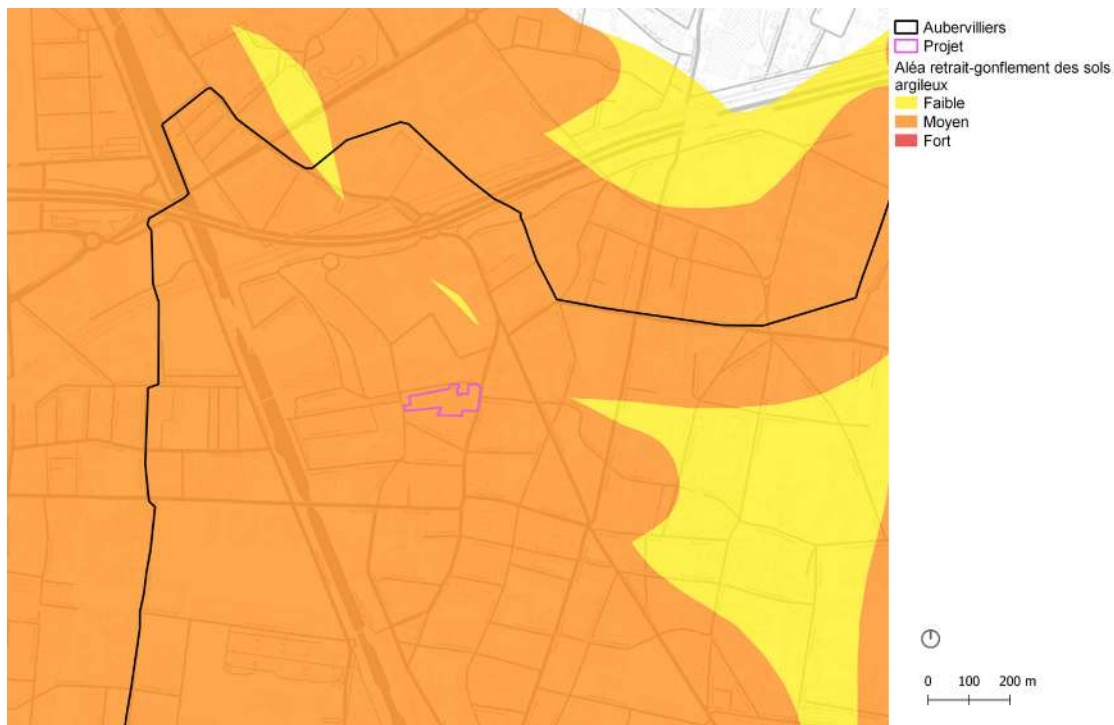 Aubervilliers
Projet
Aléa retrait-gonflement des sols
argileux
Faible
Moyen
Fort
0 100 200 m